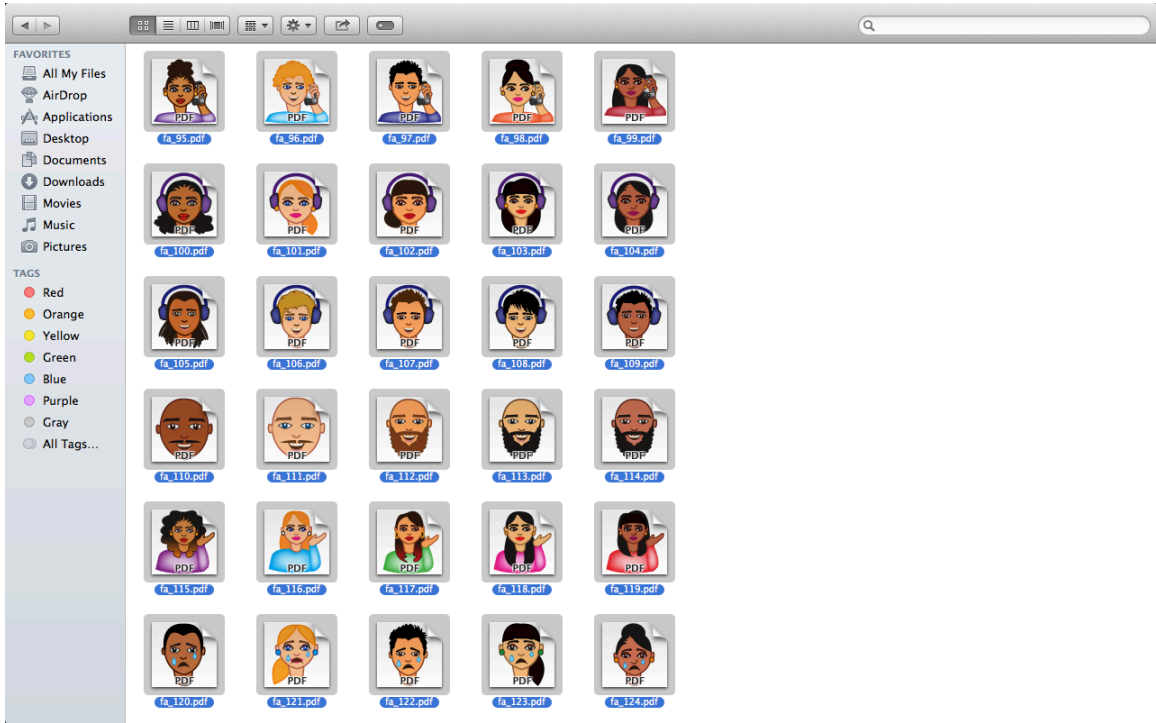 FAVORITES
All My Files
AirDrop
Applications
Desktop
Documents
Downloads
Movies
Music
Pictures
TAGS
Red
Orange
Yellow
Green
Blue
Purple
Gray
All Tags...
PDF PDF PDF PDF PDF
fa_95.pdf fa_96.pdf fa_97.pdf fa_98.pdf fa_99.pdf
PDF PDF PDF PDF PDF
fa_100.pdf fa_101.pdf fa_102.pdf fa_103.pdf fa_104.pdf
PDF PDF PDF PDF PDF
fa_105.pdf fa_106.pdf fa_107.pdf fa_108.pdf fa_109.pdf
PDF PDF PDF PDF PDF
fa_110.pdf fa_111.pdf fa_112.pdf fa_113.pdf fa_114.pdf
PDF PDF PDF PDF PDF
fa_115.pdf fa_116.pdf fa_117.pdf fa_118.pdf fa_119.pdf
PDF PDF PDF PDF PDF
fa_120.pdf fa_121.pdf fa_122.pdf fa_123.pdf fa_124.pdf